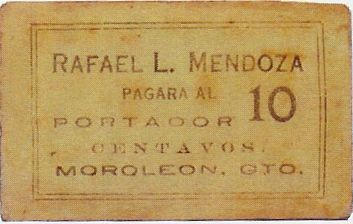 RAFAEL L. MENDOZA
PAGARA AL
PORTADOR 10
CENTAVOS.
MOROLEON, GTO.